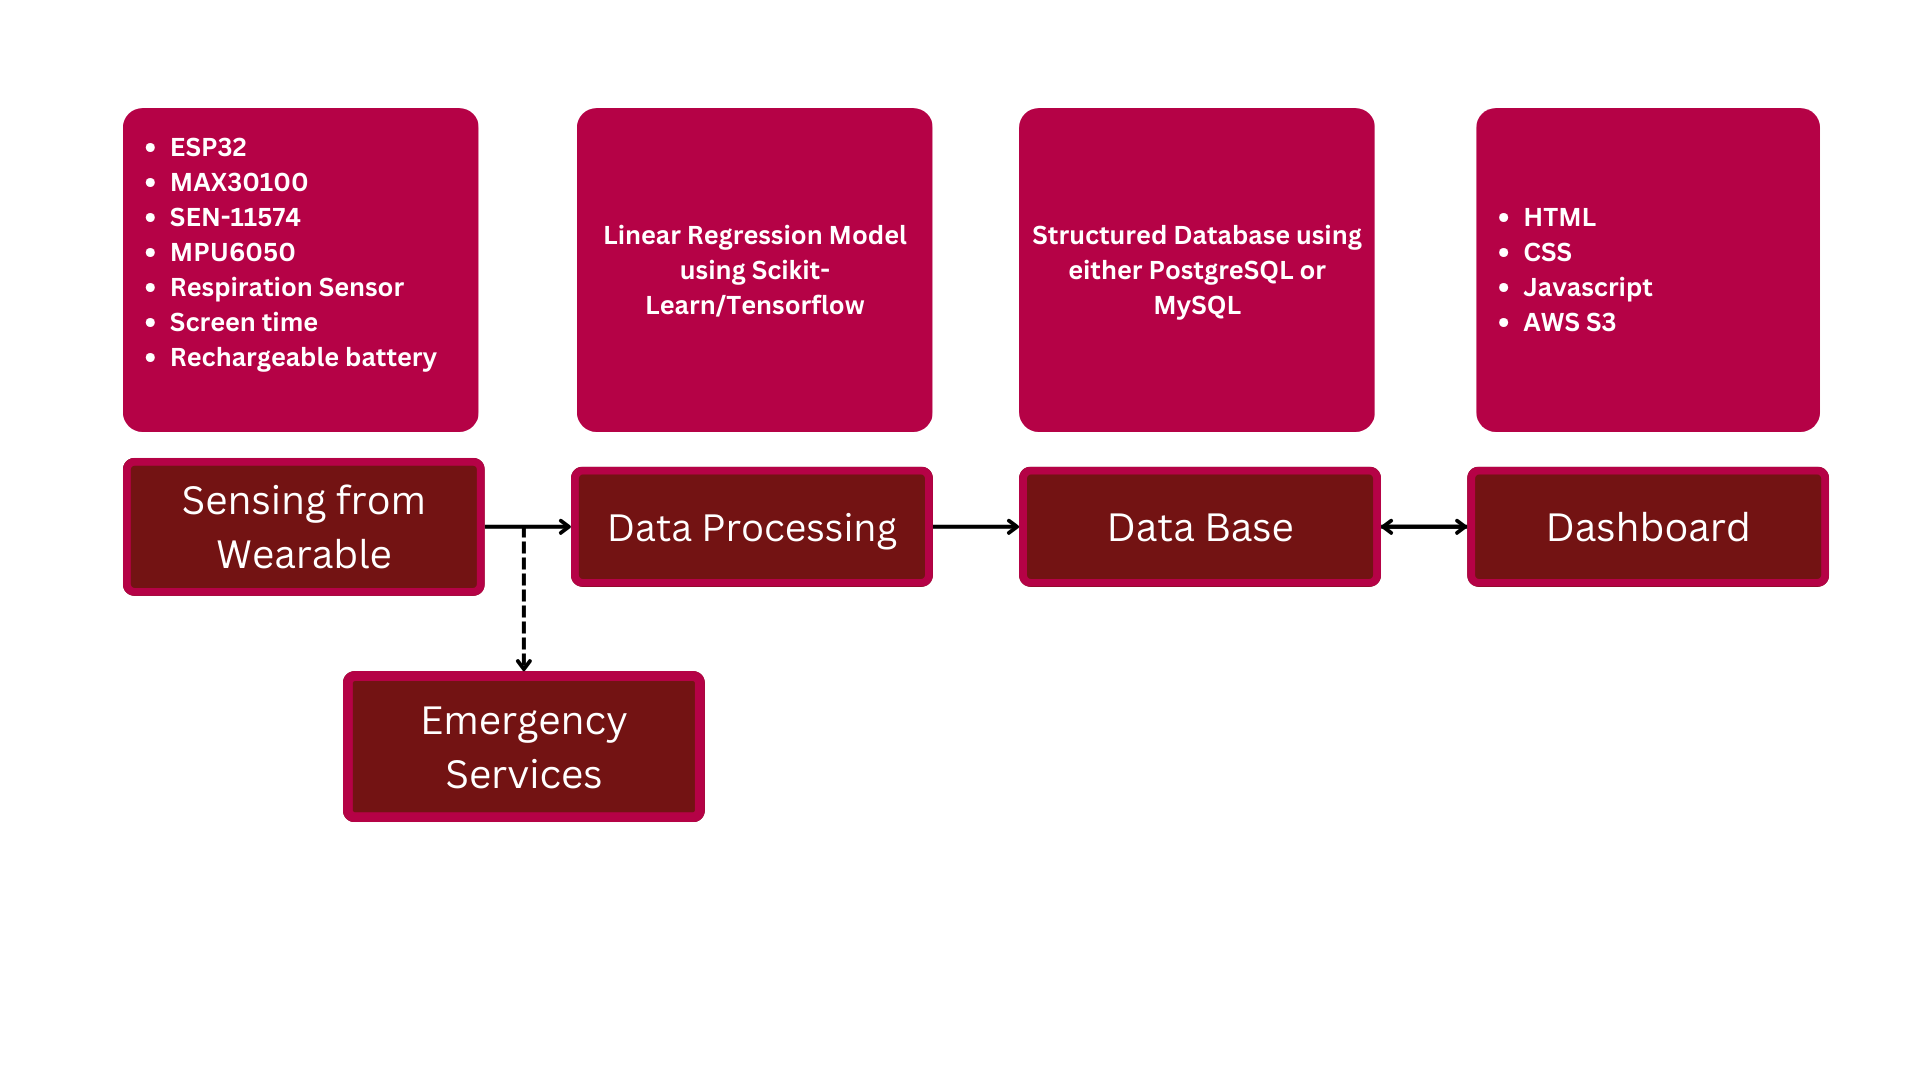 ESP32
MAX30100
SEN-11574
MPU6050
Respiration Sensor
Screen time
Rechargeable battery
Linear Regression Model
using Scikit-
Learn/Tensorflow
Structured Database using
either PostgreSQL or
MySQL
HTML
CSS
Javascript
AWS S3
Sensing from
Wearable
Data Processing
Data Base
Dashboard
Emergency
Services